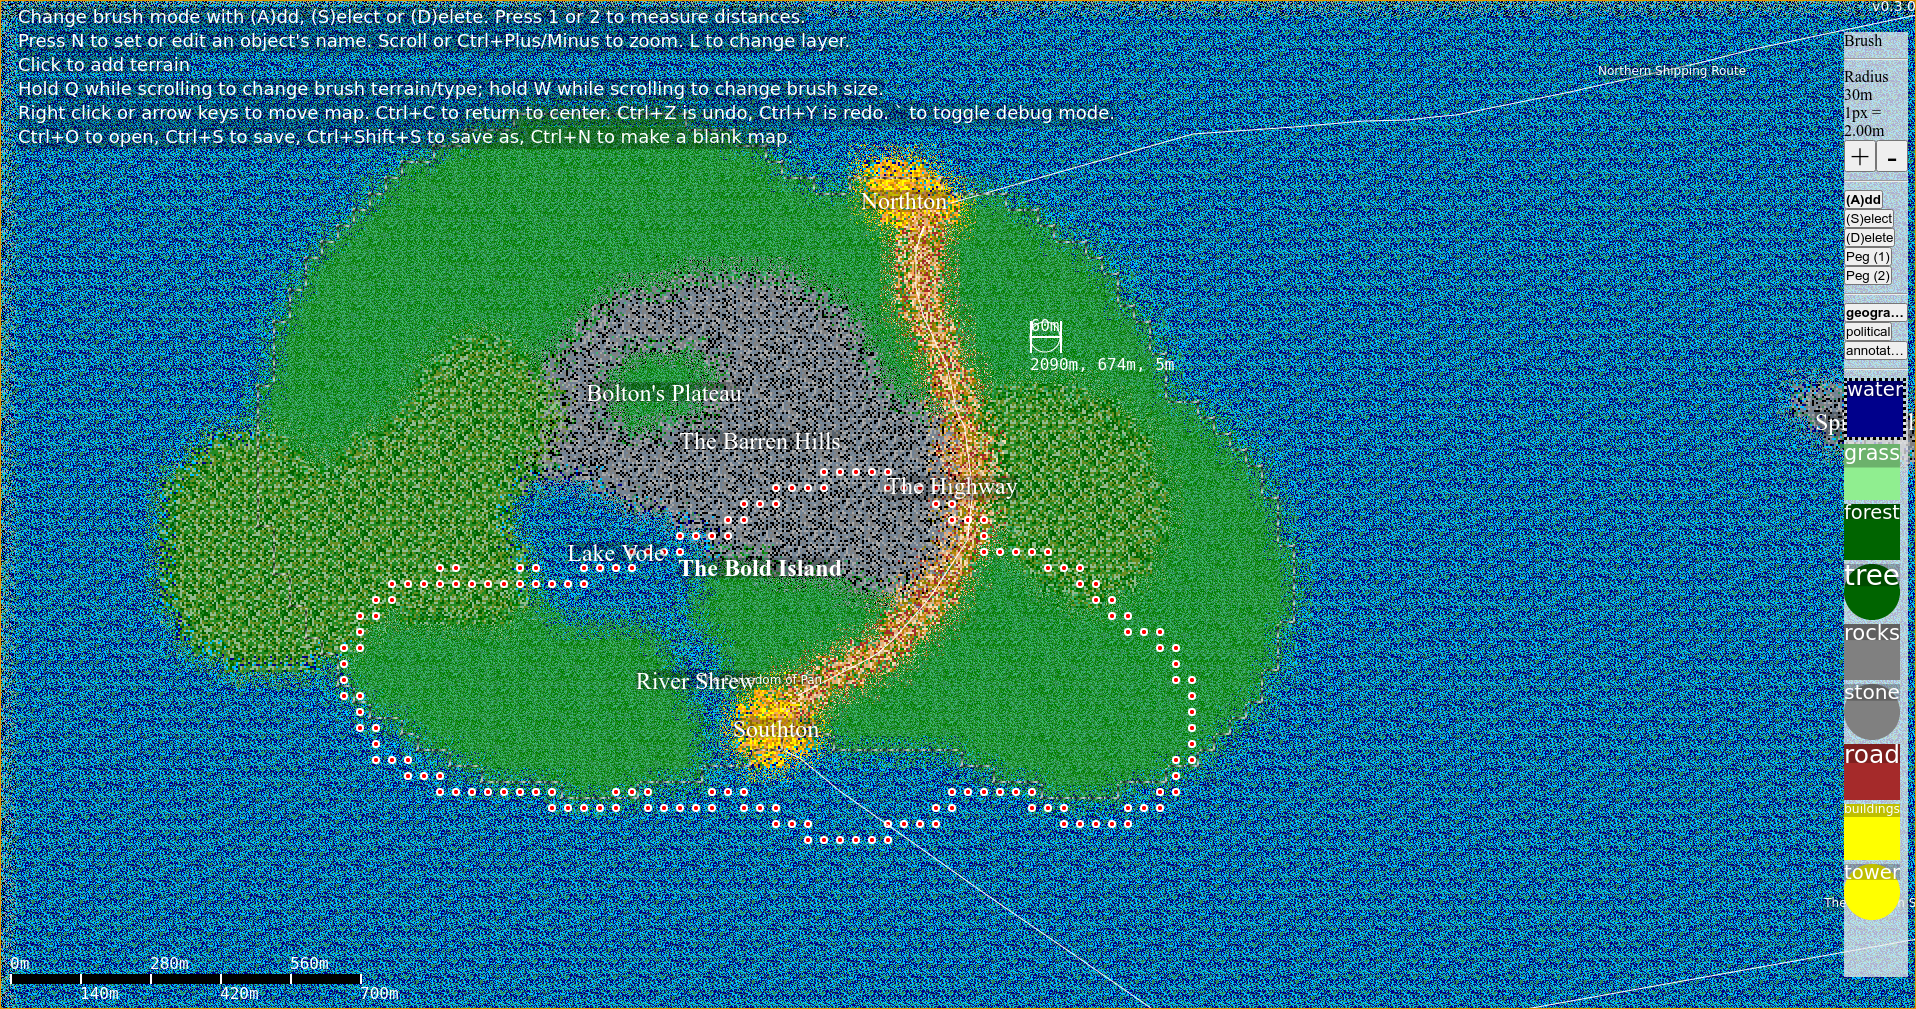 Change brush mode with (A)dd, (S)elect or (D)elete. Press 1 or 2 to measure distances.
Press N to set or edit an object's name. Scroll or Ctrl+Plus/Minus to zoom. L to change layer.
Click to add terrain
Hold Q while scrolling to change brush terrain/type; hold W while scrolling to change brush size.
Right click or arrow keys to move map. Ctrl+C to return to center. Ctrl+Z is undo, Ctrl+Y is redo. ` to toggle debug mode.
Ctrl+O to open, Ctrl+S to save, Ctrl+Shift+S to save as, Ctrl+N to make a blank map.
v0.3.0
Northern Shipping Route
Northton
60m
2090m, 674m, 5m
Bolton's Plateau
The Barren Hills
The Highway
Lake Vole
The Bold Island
River Shrew
of Pan
Southton
0m
280m
560m
140m
420m
700m
Brush
Radius
30m
1px =
2.00m
+
-
(A)dd
(S)elect
(D)elete
Peg (1)
Peg (2)
geogra...
political
annotat...
water
grass
forest
tree
rocks
stone
road
buildings
tower